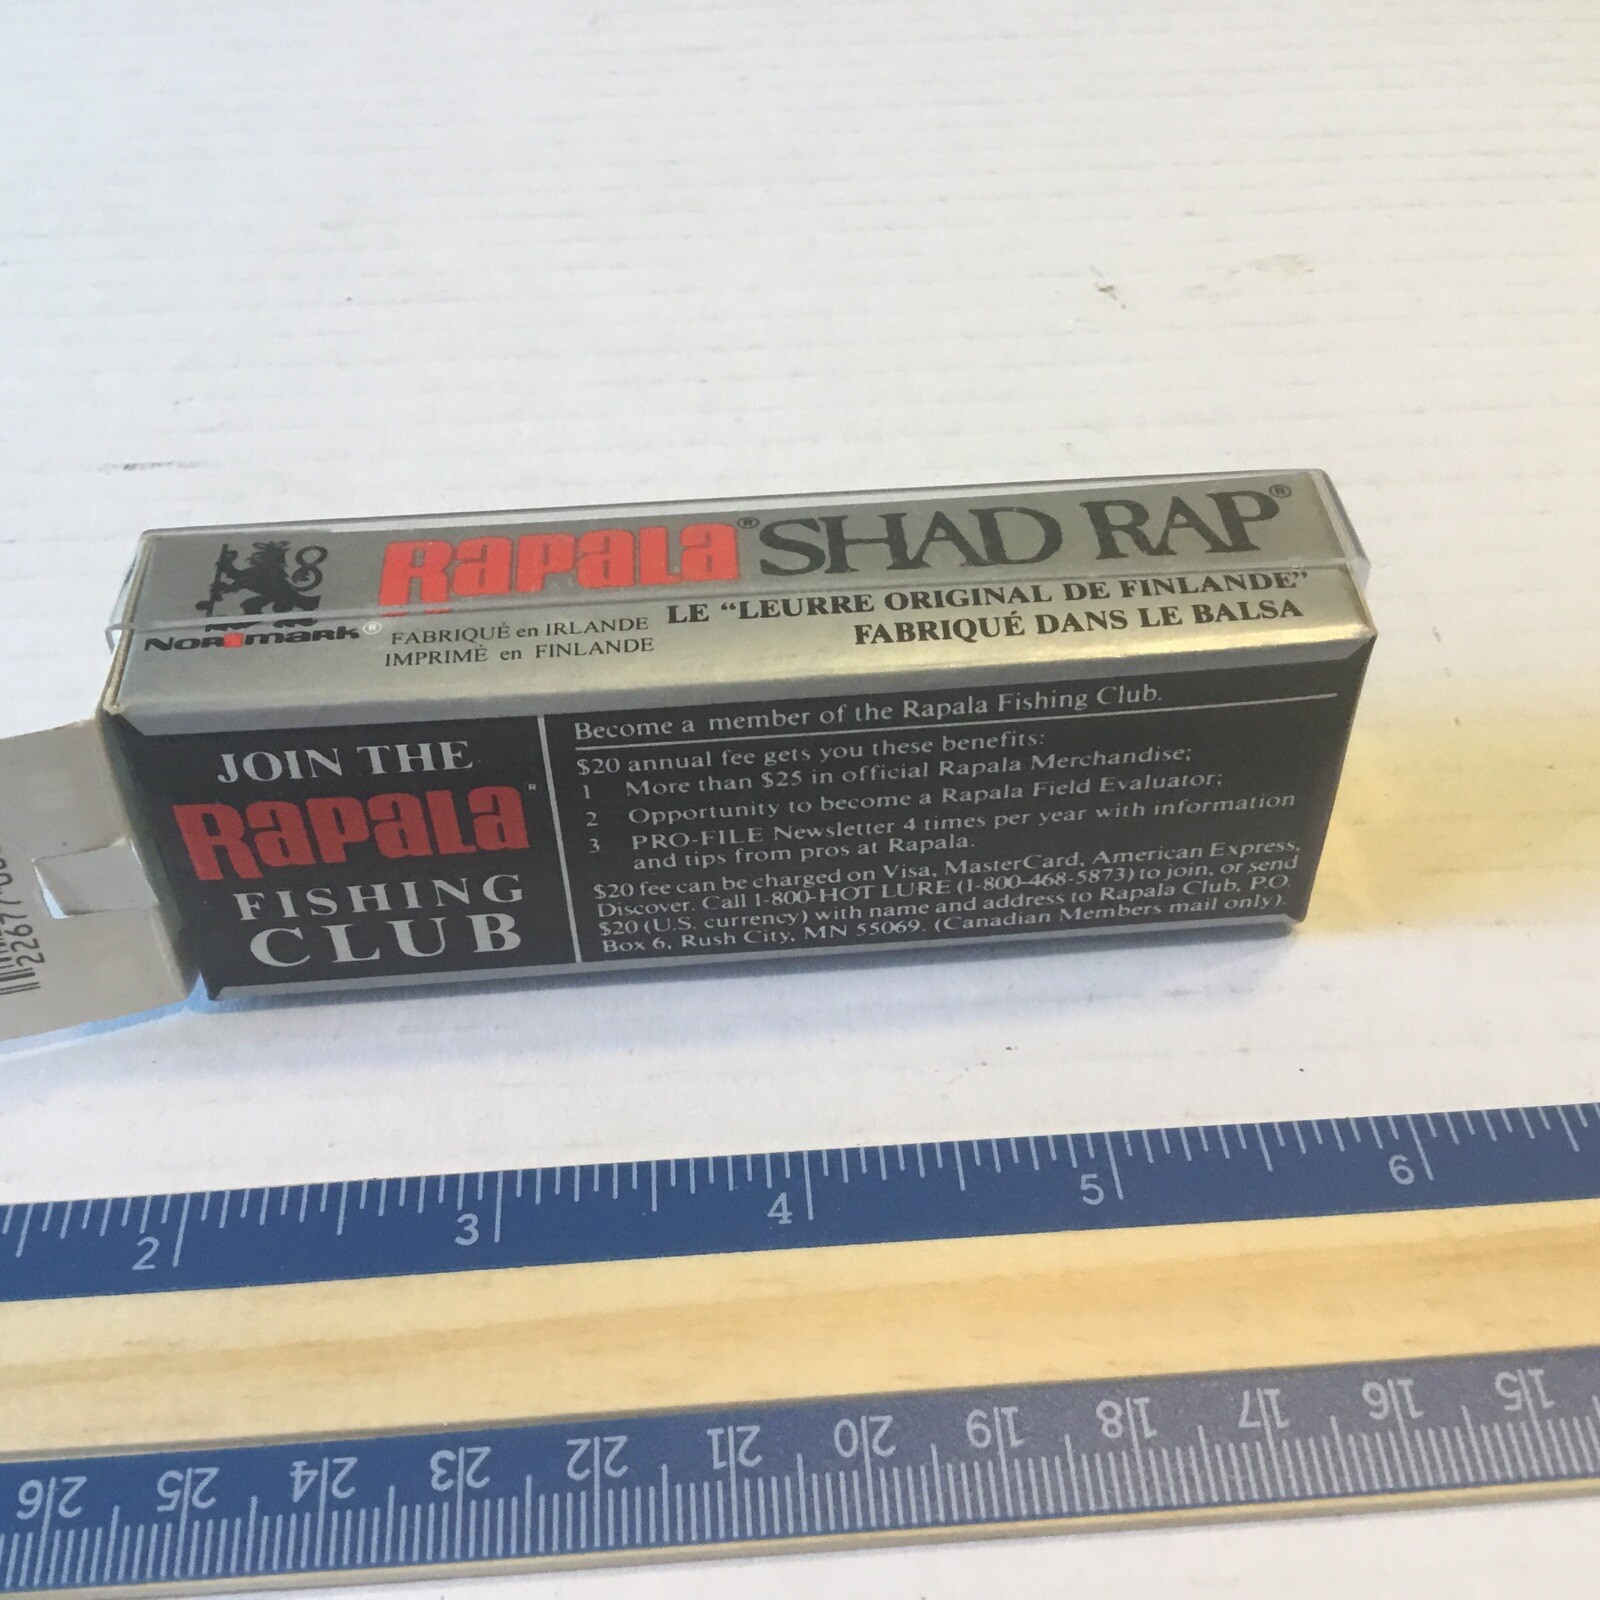 Rapala® SHAD RAP®
Normark®
FABRIQUÉ en IRLANDE
IMPRIMÉ en FINLANDE
LE “LEURRE ORIGINAL DE FINLANDE”
FABRIQUÉ DANS LE BALSA
JOIN THE
Rapala®
FISHING
CLUB
Become a member of the Rapala Fishing Club.
$20 annual fee gets you these benefits:
1 More than $25 in official Rapala Merchandise;
2 Opportunity to become a Rapala Field Evaluator;
3 PRO-FILE Newsletter 4 times per year with information
and tips from pros at Rapala.
$20 fee can be charged on Visa, MasterCard, American Express,
Discover. Call 1-800-HOT LURE (1-800-468-5873) to join, or send
$20 (U.S. currency) with name and address to Rapala Club, P.O.
Box 6, Rush City, MN 55069. (Canadian Members mail only).
22677
2 3 4 5 6
26 25 24 23 22 21 20 19 18 17 16 15